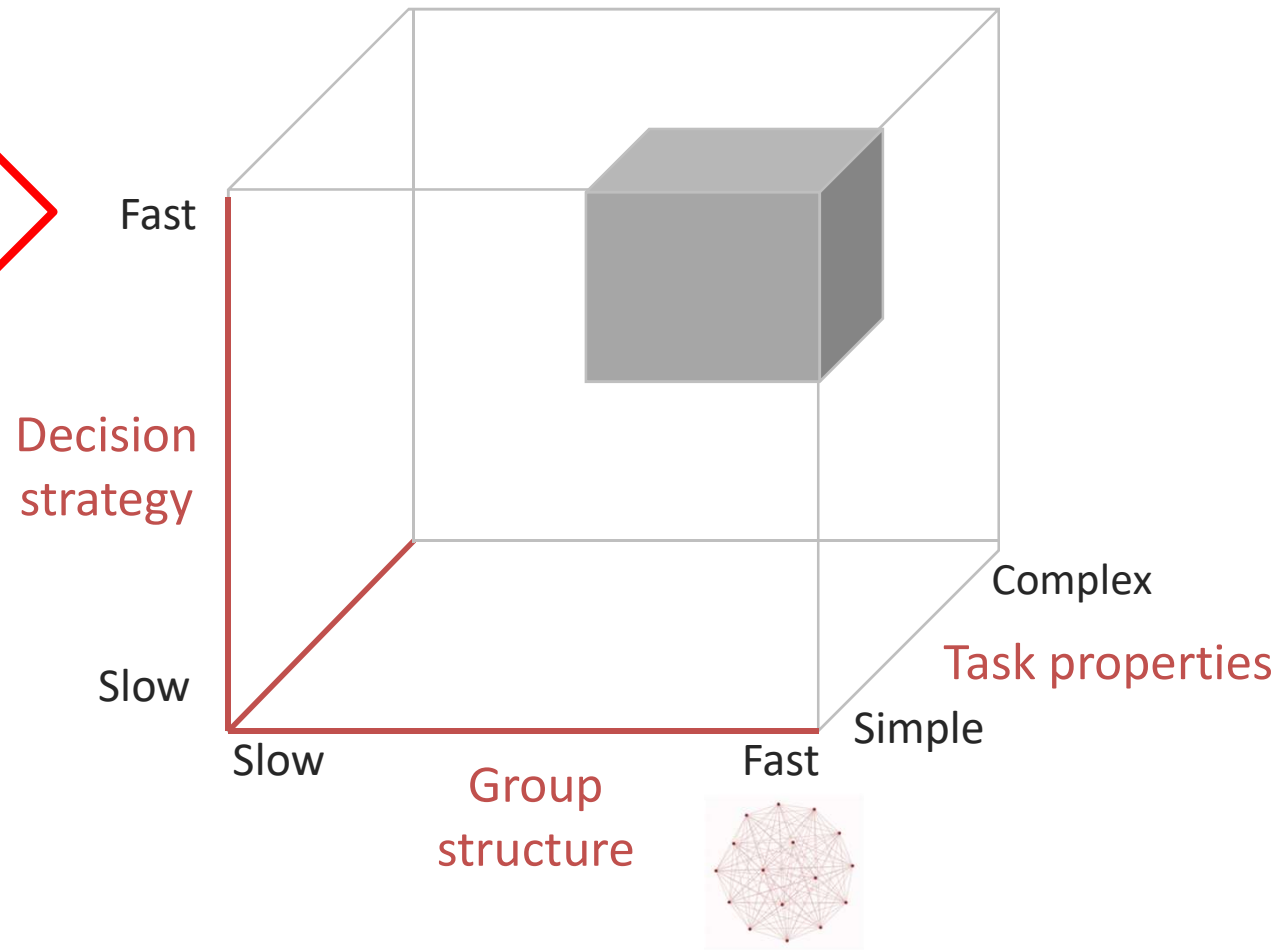 Fast
Decision
strategy
Slow
Slow
Group
structure
Fast
Simple
Complex
Task properties